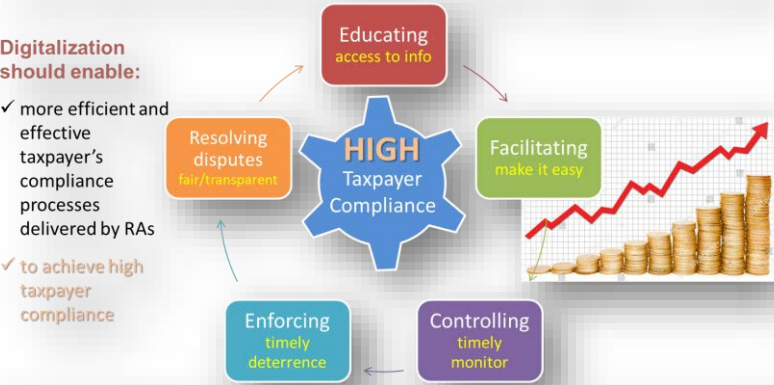 Digitalization
should enable:
✓ more efficient and
effective
taxpayer's
compliance
processes
delivered by RAs
✓ to achieve high
taxpayer
compliance
Educating
access to info
Facilitating
make it easy
Controlling
timely
monitor
Enforcing
timely
deterrence
Resolving
disputes
fair/transparent
HIGH
Taxpayer
Compliance